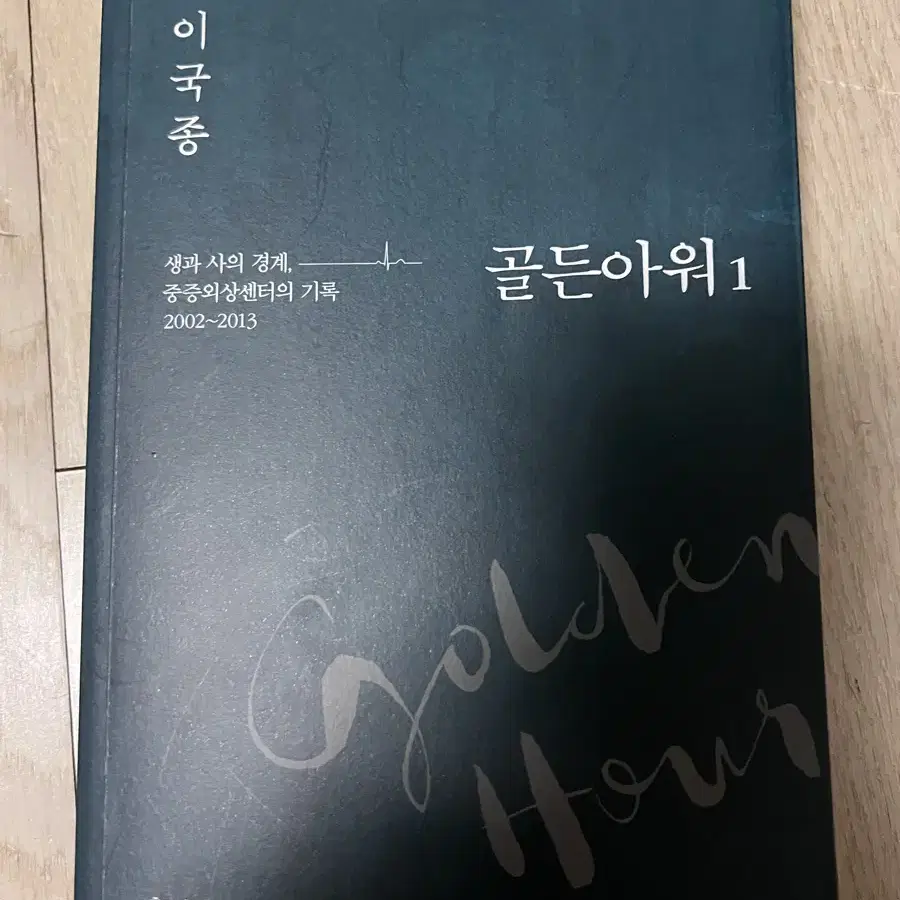 이국종
생과 사의 경계,
중증외상센터의 기록
2002~2013
골든아워 1
Golden
Hour